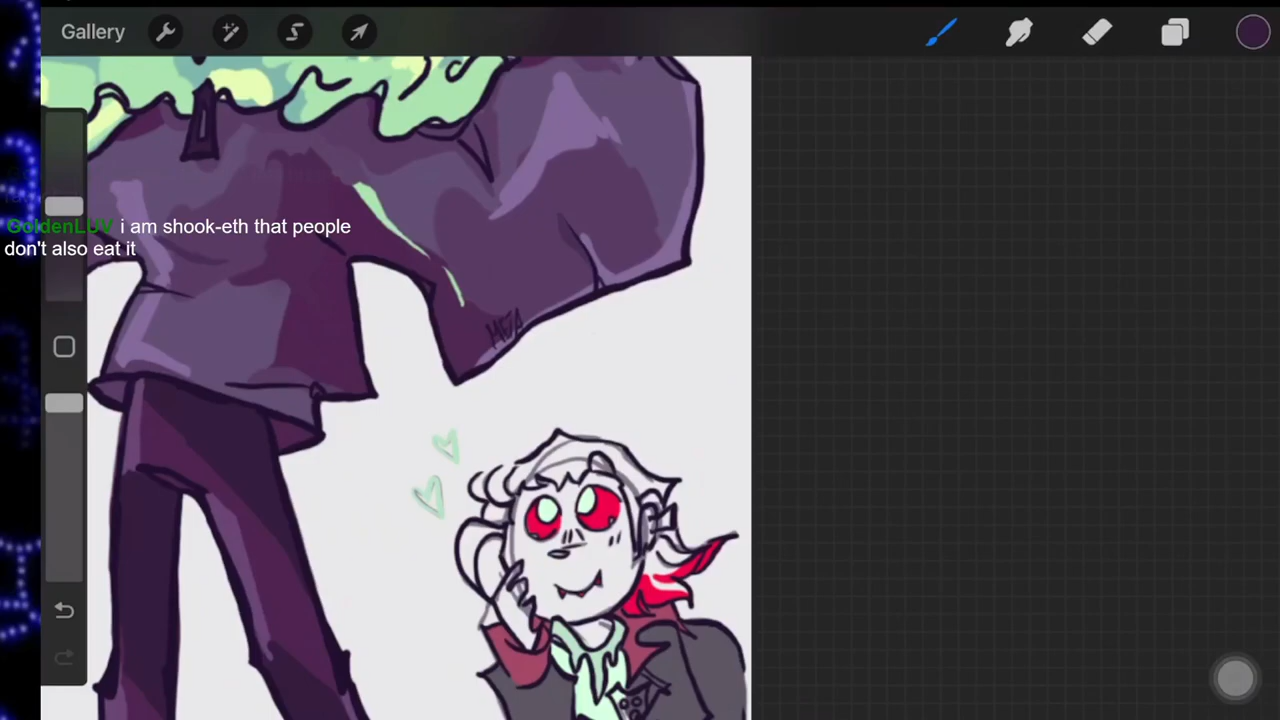 Gallery
GoldenLUV i am shook-eth that people
don't also eat it